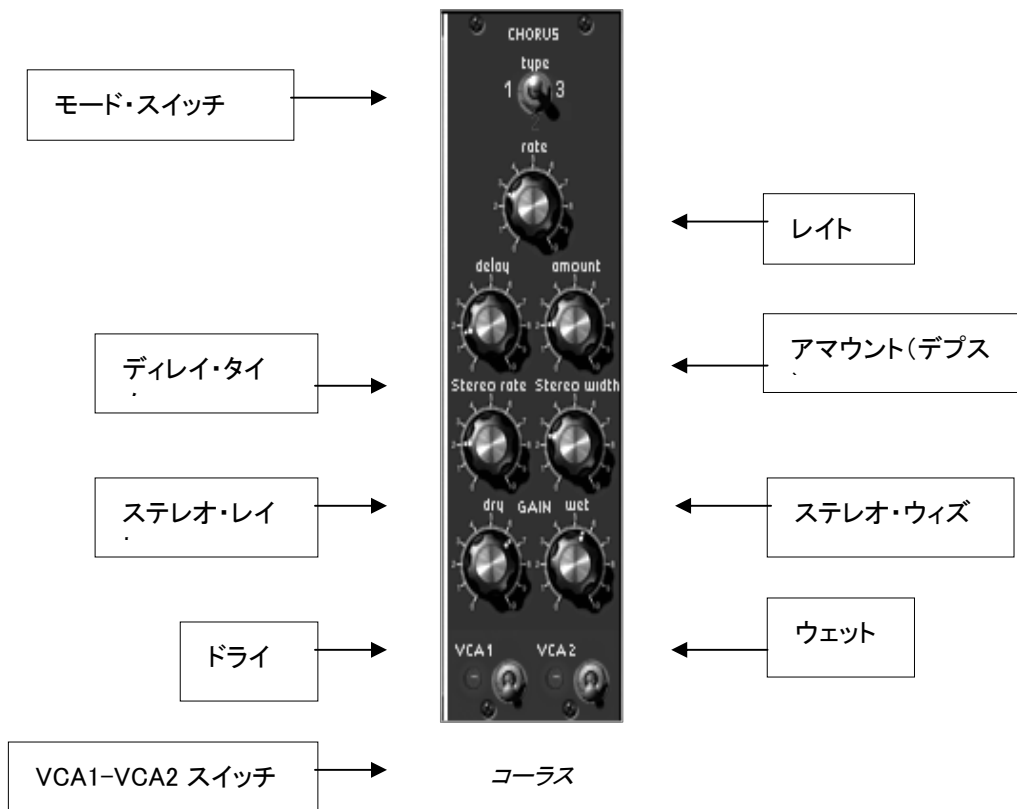 CHORUS
type
1 3
2
モード・スイッチ
rate
レイト
delay amount
アマウント（デプス
ディレイ・タイ
Stereo rate Stereo width
ステレオ・レイ
ステレオ・ウィズ
dry GAIN wet
ウェット
ドライ
VCA1 VCA2
VCA1-VCA2 スイッチ
コーラス